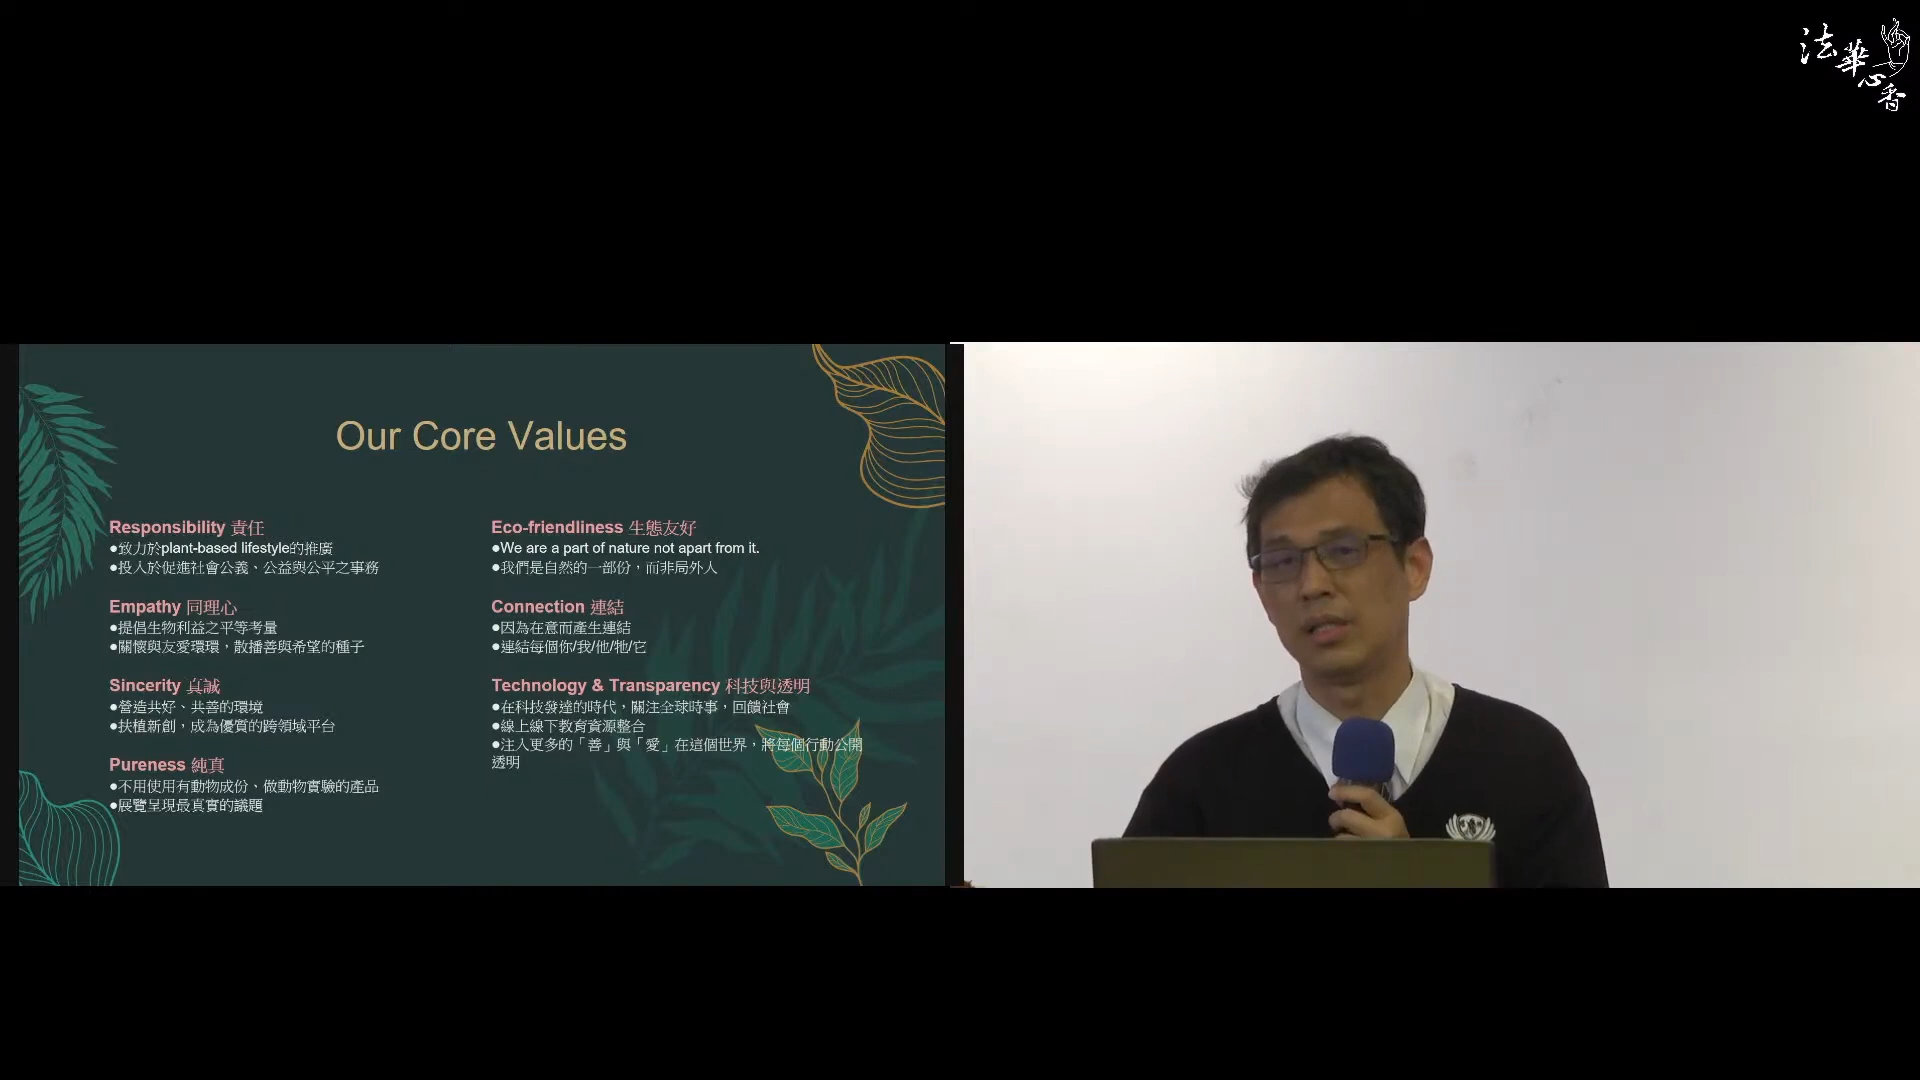 法華心香
Our Core Values
Responsibility 責任
●致力於plant-based lifestyle的推廣
●投入於促進社會公義、公益與公平之事務
Empathy 同理心
●提倡生物利益之平等考量
●關懷與友愛環環，散播善與希望的種子
Sincerity 真誠
●營造共好、共善的環境
●扶植新創，成為優質的跨領域平台
Pureness 純真
●不用使用有動物成份、做動物實驗的產品
●展覽呈現最真實的議題
Eco-friendliness 生態友好
●We are a part of nature not apart from it.
●我們是自然的一部份，而非局外人
Connection 連結
●因為在意而產生連結
●連結每個你/我/他/牠/它
Technology & Transparency 科技與透明
●在科技發達的時代，關注全球時事，回饋社會
●線上線下教育資源整合
●注入更多的「善」與「愛」在這個世界，將每個行動公開
透明